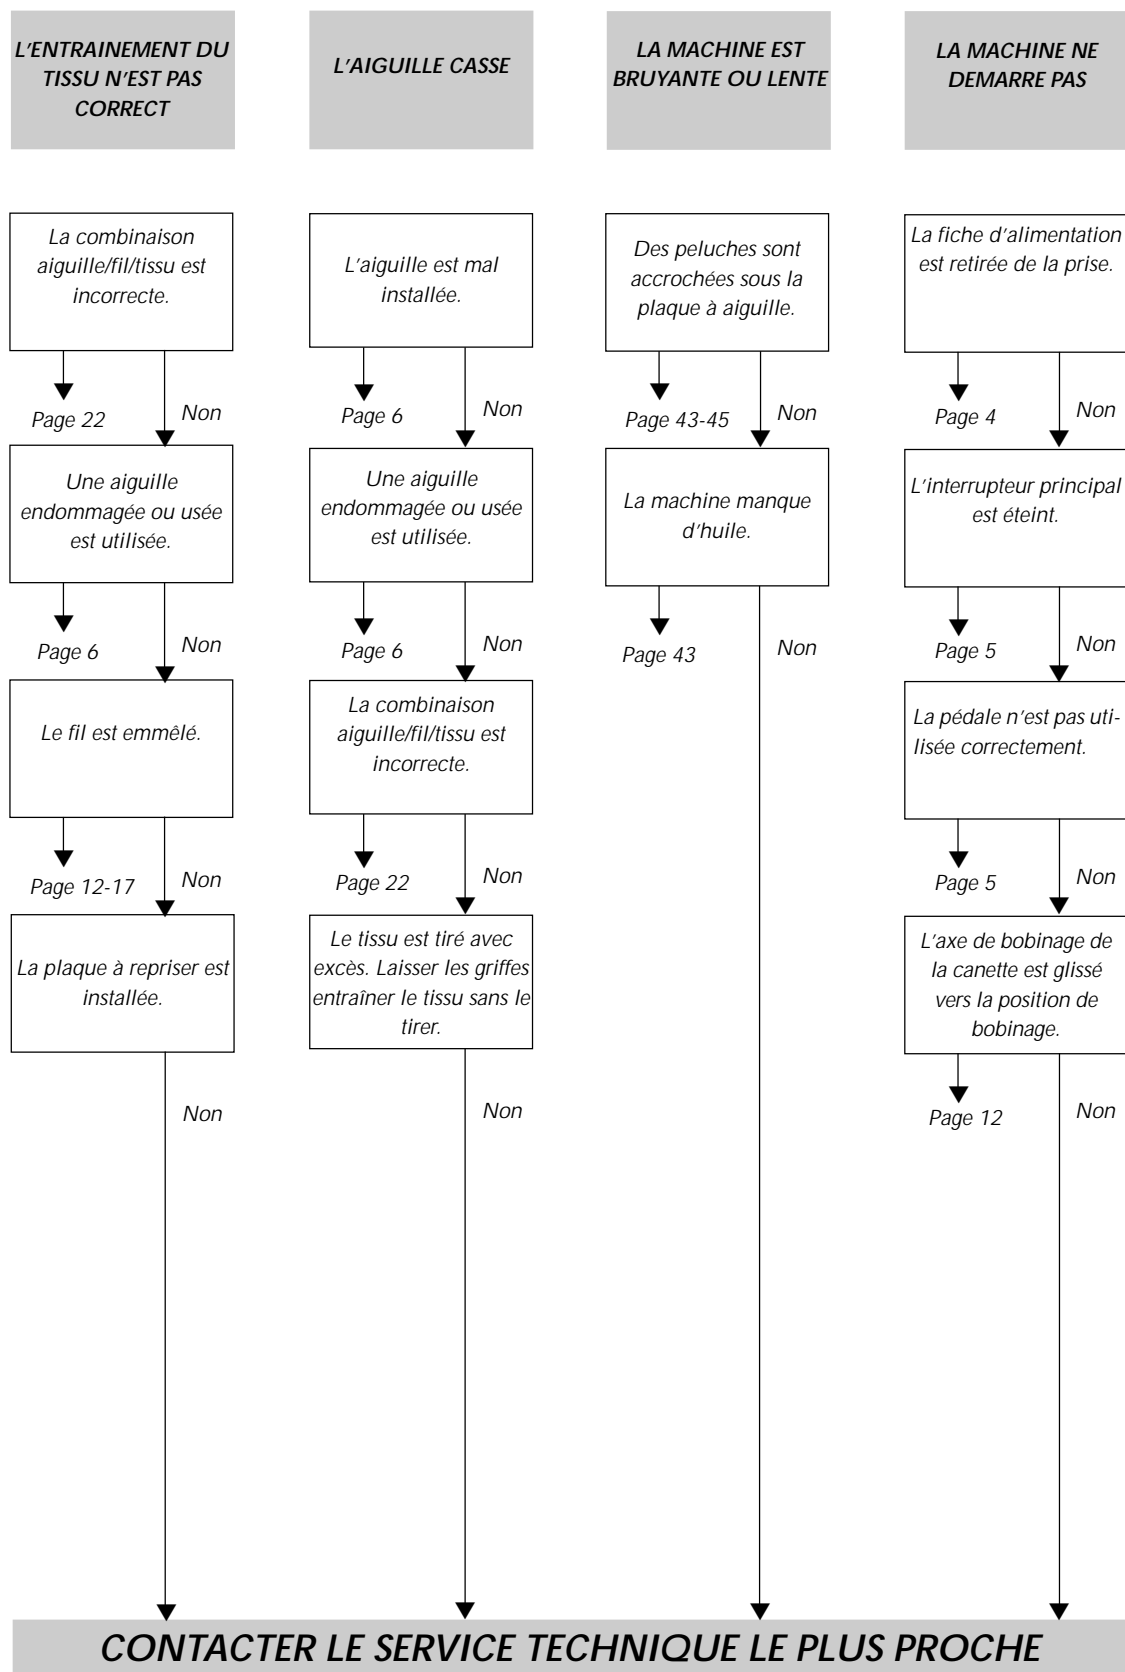 L'ENTRAINEMENT DU
TISSU N'EST PAS
CORRECT
La combinaison
aiguille/fil/tissu est
incorrecte.
Page 22
Non
Une aiguille
endommagée ou usée
est utilisée.
Page 6
Non
Le fil est emmêlé.
Page 12-17
Non
La plaque à repriser est
installée.
Non
L'AIGUILLE CASSE
L'aiguille est mal
installée.
Page 6
Non
Une aiguille
endommagée ou usée
est utilisée.
Page 6
Non
La combinaison
aiguille/fil/tissu est
incorrecte.
Page 22
Non
Le tissu est tiré avec
excès. Laisser les griffes
entraîner le tissu sans le
tirer.
Non
LA MACHINE EST
BRUYANTE OU LENTE
Des peluches sont
accrochées sous la
plaque à aiguille.
Page 43-45
Non
La machine manque
d'huile.
Page 43
Non
LA MACHINE NE
DEMARRE PAS
La fiche d'alimentation
est retirée de la prise.
Page 4
Non
L'interrupteur principal
est éteint.
Page 5
Non
La pédale n'est pas uti-
lisée correctement.
Page 5
Non
L'axe de bobinage de
la canette est glissé
vers la position de
bobinage.
Page 12
Non
CONTACTER LE SERVICE TECHNIQUE LE PLUS PROCHE